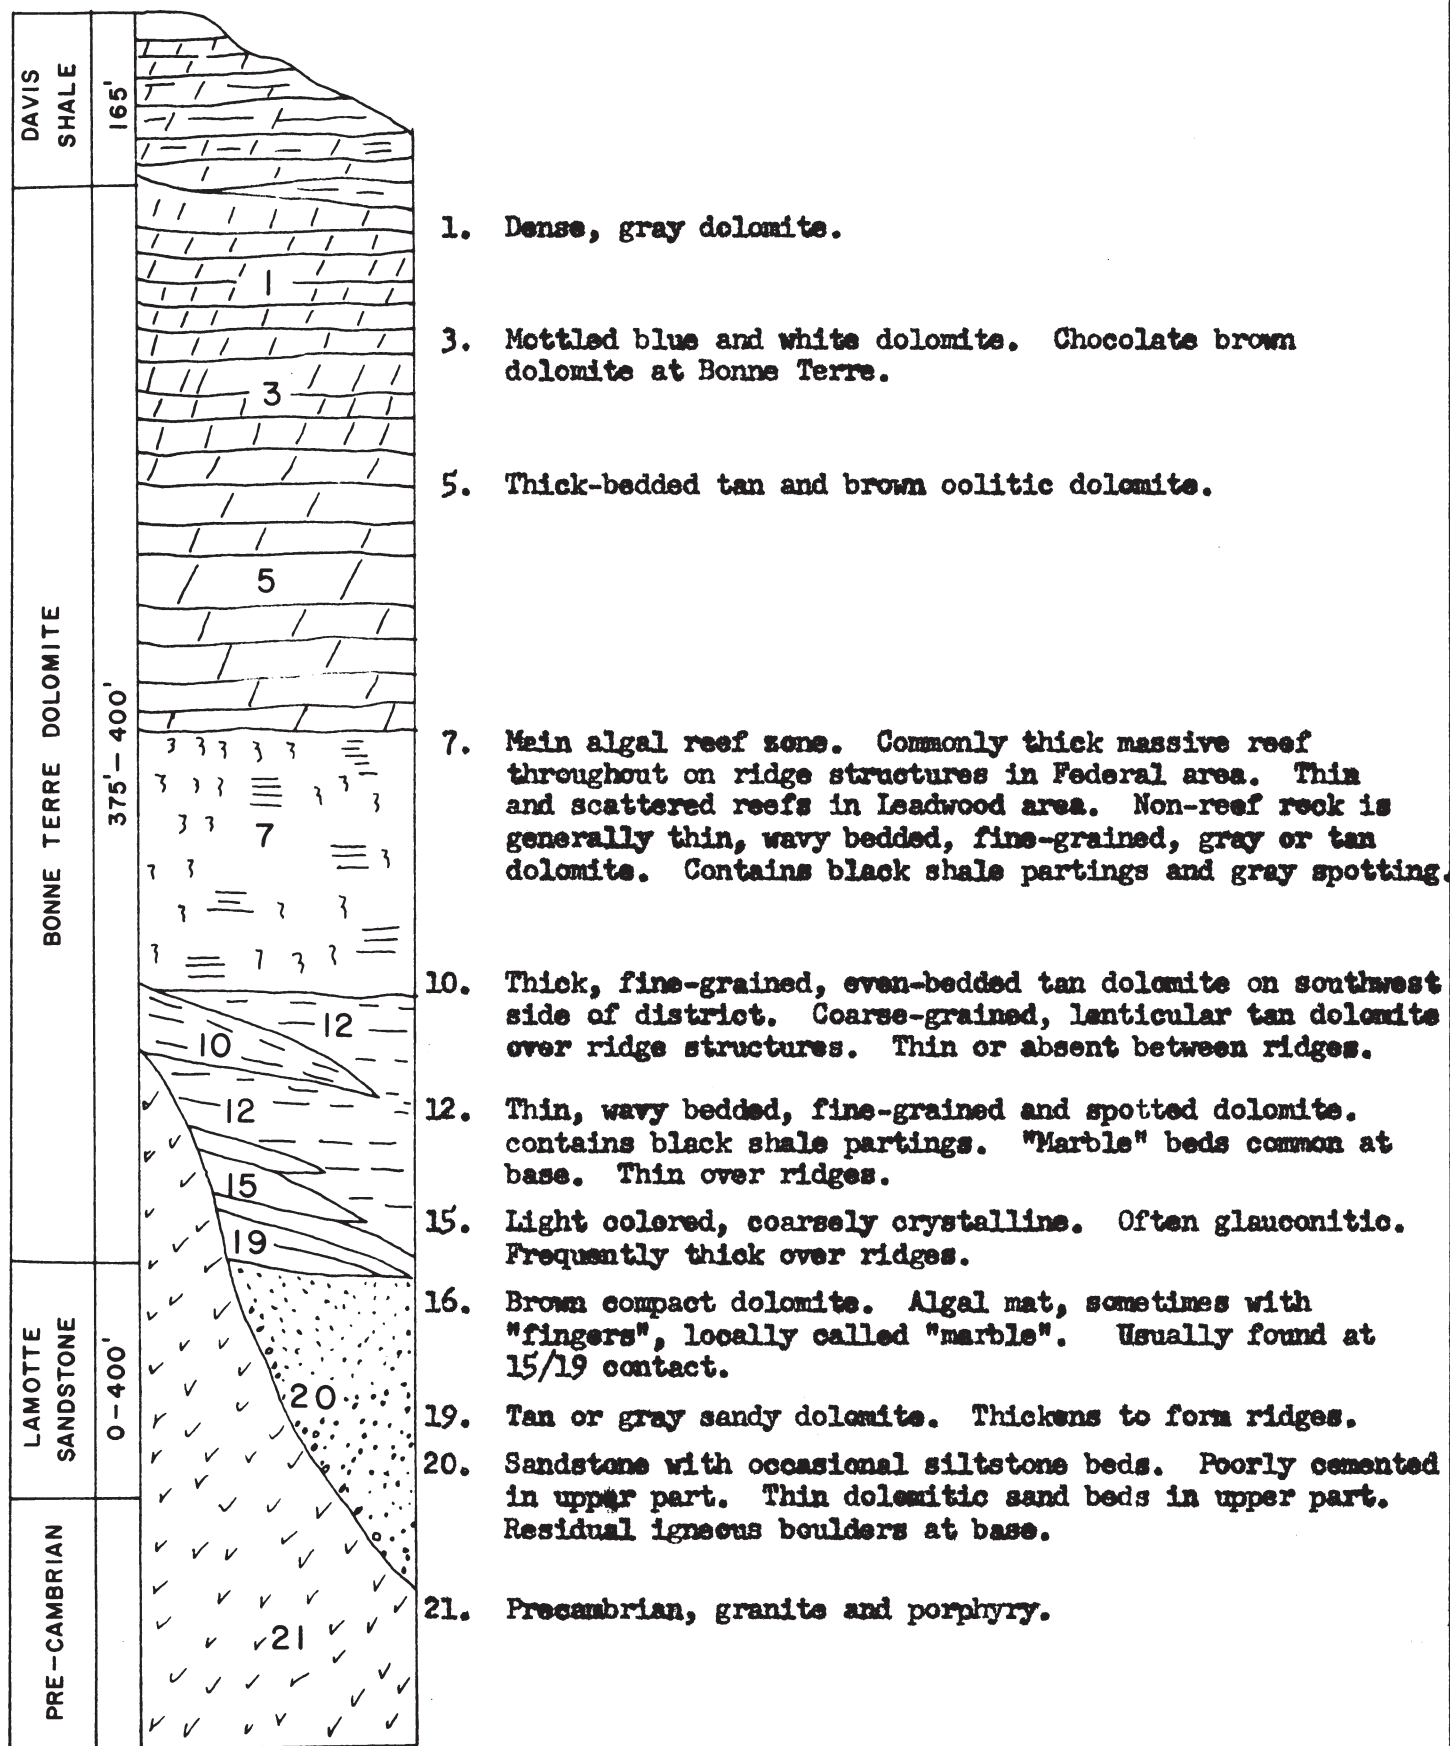 DAVIS
SHALE
165'
BONNE TERRE DOLOMITE
375'-400'
LAMOTTE
SANDSTONE
0-400'
PRE-CAMBRIAN
1
3
5
7
12
10
12
15
19
20
21
1. Dense, gray dolomite.
3. Mottled blue and white dolomite. Chocolate brown
dolomite at Bonne Terre.
5. Thick-bedded tan and brown oolitic dolomite.
7. Main algal reef zone. Commonly thick massive reef
throughout on ridge structures in Federal area. Thin
and scattered reefs in Leadwood area. Non-reef rock is
generally thin, wavy bedded, fine-grained, gray or tan
dolomite. Contains black shale partings and gray spotting.
10. Thick, fine-grained, even-bedded tan dolomite on southwest
side of district. Coarse-grained, lenticular tan dolomite
over ridge structures. Thin or absent between ridges.
12. Thin, wavy bedded, fine-grained and spotted dolomite.
contains black shale partings. "Marble" beds common at
base. Thin over ridges.
15. Light colored, coarsely crystalline. Often glauconitic.
Frequently thick over ridges.
16. Brown compact dolomite. Algal mat, sometimes with
"fingers", locally called "marble". Usually found at
15/19 contact.
19. Tan or gray sandy dolomite. Thickens to form ridges.
20. Sandstone with occasional siltstone beds. Poorly cemented
in upper part. Thin dolomitic sand beds in upper part.
Residual igneous boulders at base.
21. Precambrian, granite and porphyry.